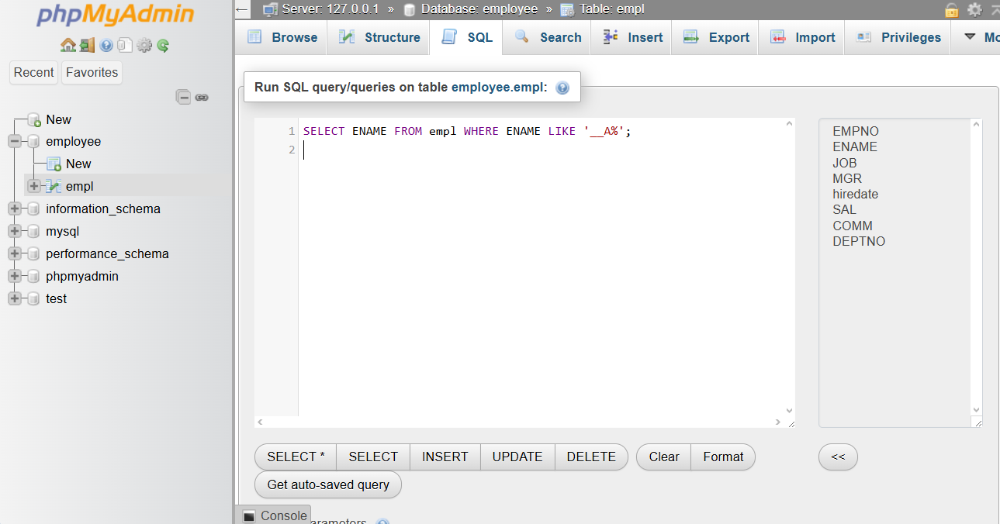 phpMyAdmin
Recent Favorites
New
employee
New
empl
information_schema
mysql
performance_schema
phpmyadmin
test
Server: 127.0.0.1 » Database: employee » Table: empl
Browse Structure SQL Search Insert Export Import Privileges Mo
Run SQL query/queries on table employee.empl:
1 SELECT ENAME FROM empl WHERE ENAME LIKE '__A%';
2
EMPNO
ENAME
JOB
MGR
hiredate
SAL
COMM
DEPTNO
SELECT * SELECT INSERT UPDATE DELETE Clear Format <<
Get auto-saved query
Console arameters